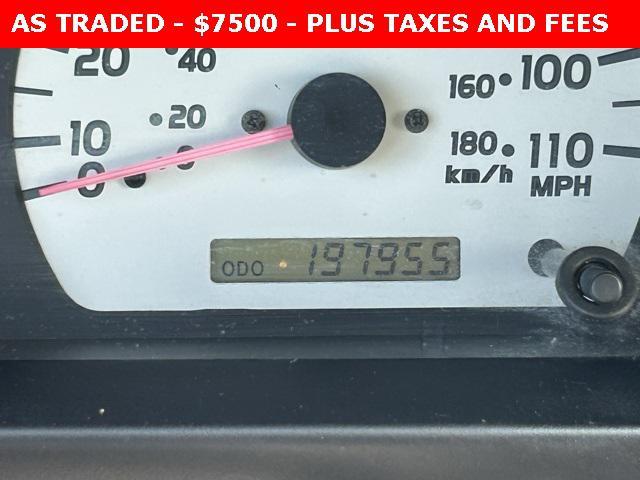 AS TRADED - $7500 - PLUS TAXES AND FEES
20 40 160 100
10 20 180 110
0 km/h MPH
ODO 197955